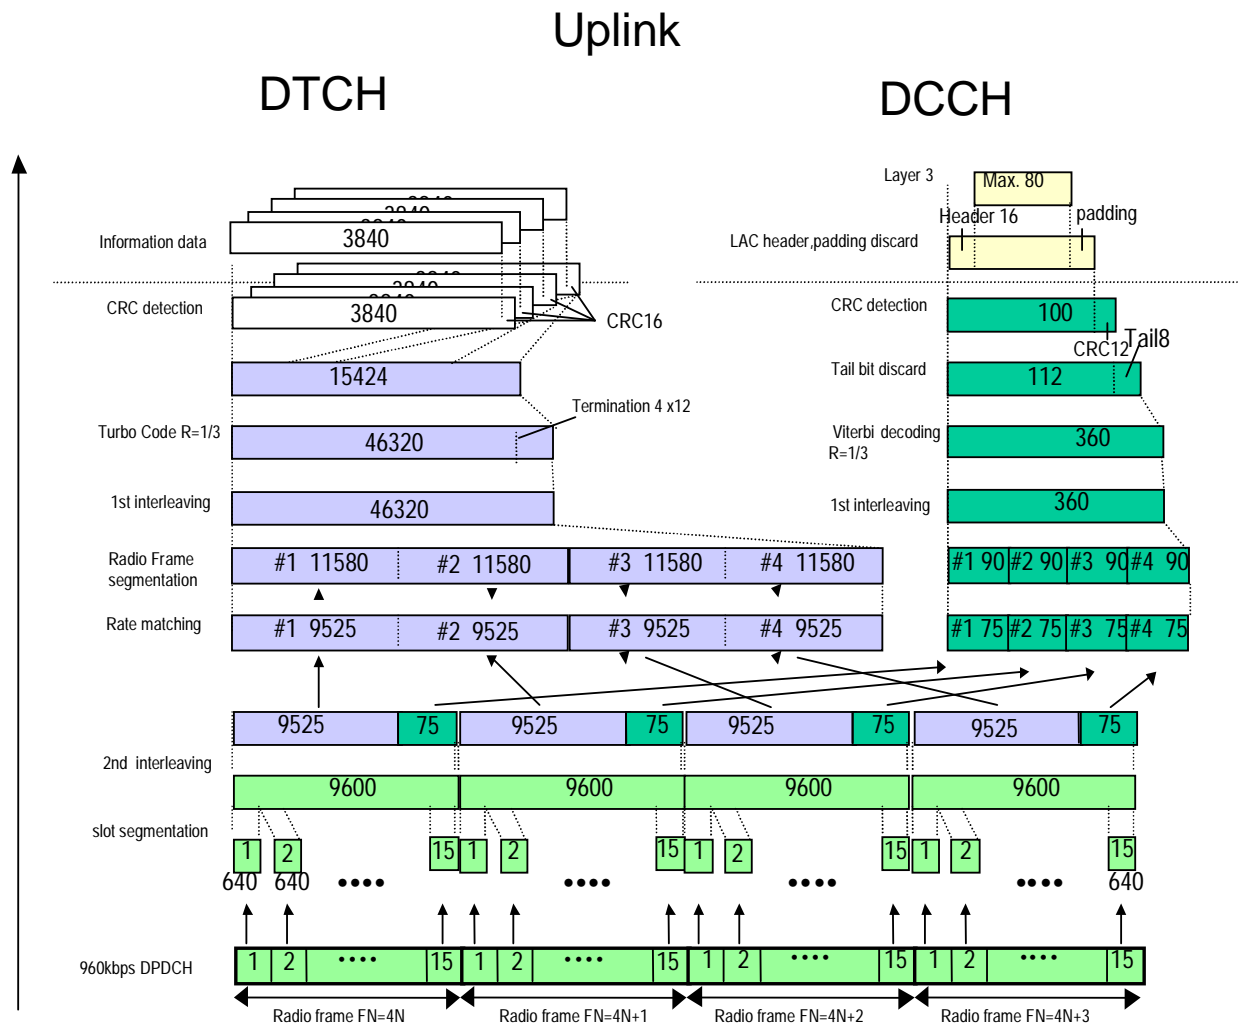 Uplink
DTCH
DCCH
Layer 3
Max. 80
Header 16
padding
Information data
3840
LAC header,padding discard
CRC detection
3840
CRC16
CRC detection
100
CRC12
Tail8
15424
Tail bit discard
112
Termination 4 x12
Turbo Code R=1/3
46320
Viterbi decoding
R=1/3
360
1st interleaving
46320
1st interleaving
360
Radio Frame
segmentation
#1 11580 #2 11580 #3 11580 #4 11580
#1 90 #2 90 #3 90 #4 90
Rate matching
#1 9525 #2 9525 #3 9525 #4 9525
#1 75 #2 75 #3 75 #4 75
9525 75 9525 75 9525 75 9525 75
2nd interleaving
9600 9600 9600 9600
slot segmentation
1 2 15 1 2 15 1 2 15 1 2 15
640 640 •••• •••• •••• •••• 640
960kbps DPDCH
1 2 •••• 15 1 2 •••• 15 1 2 •••• 15 1 2 •••• 15
Radio frame FN=4N Radio frame FN=4N+1 Radio frame FN=4N+2 Radio frame FN=4N+3